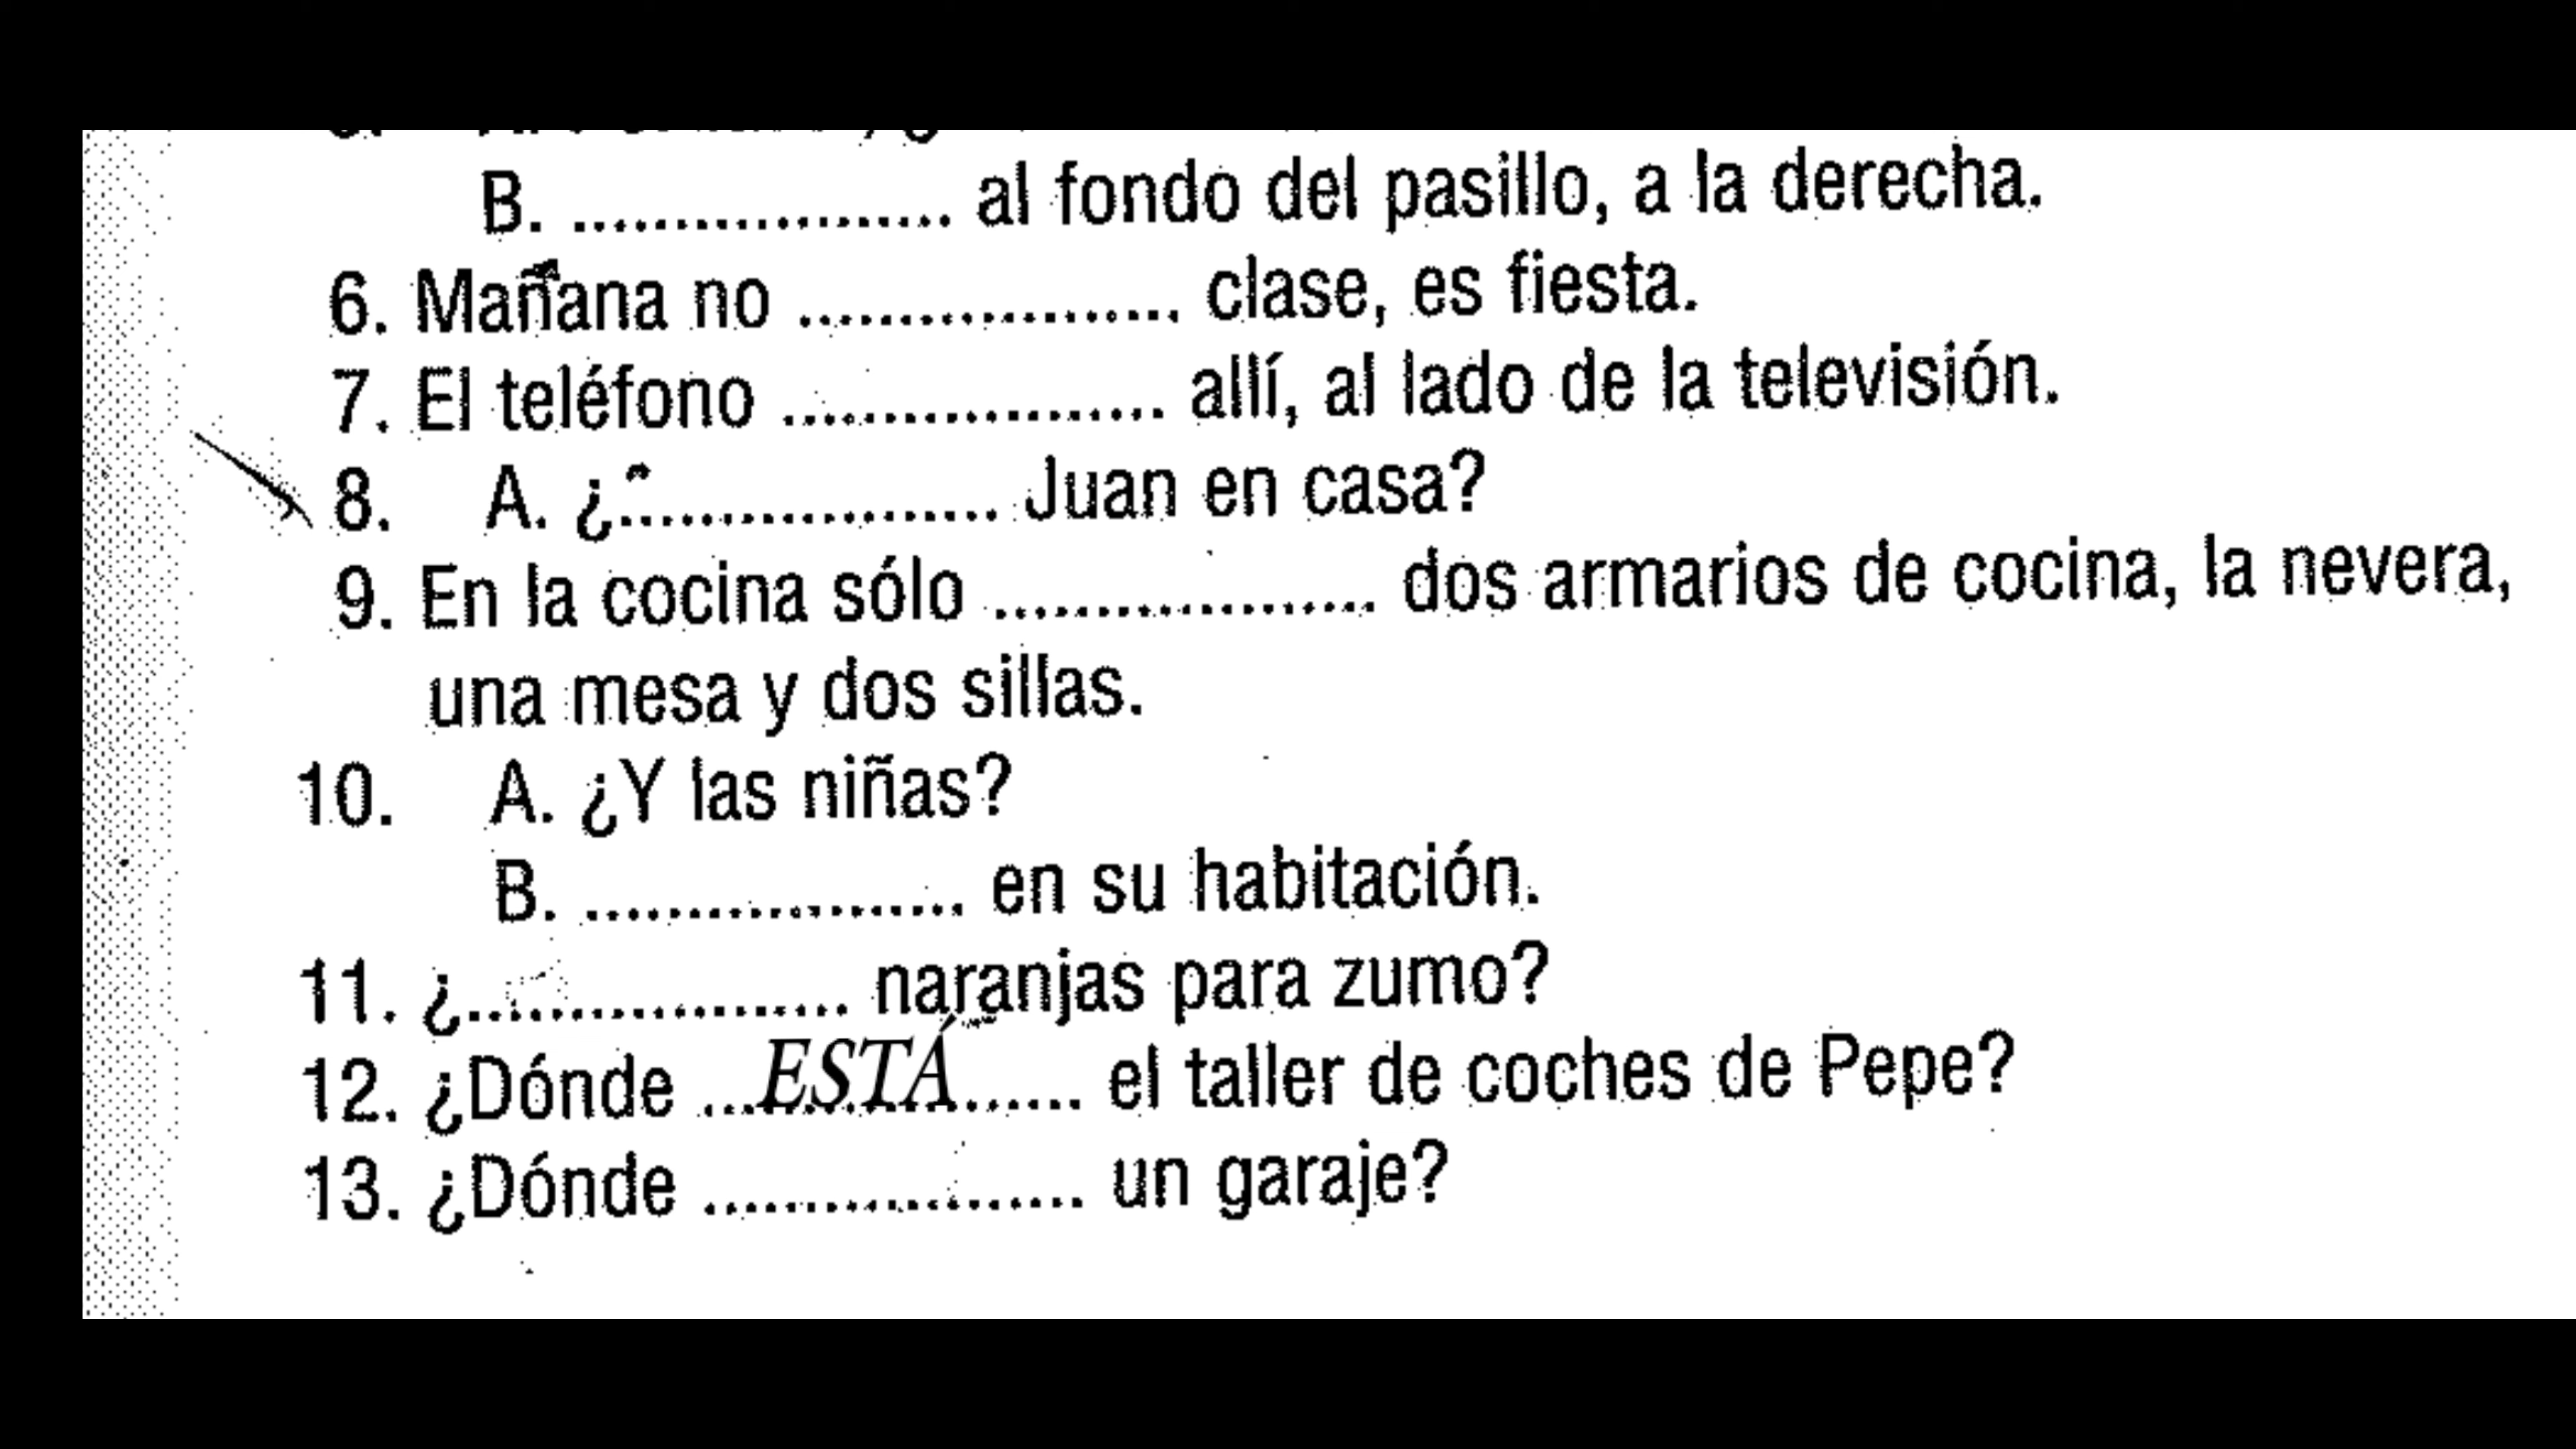 B. .................. al fondo del pasillo, a la derecha.
6. Mañana no .................. clase, es fiesta.
7. El teléfono .................. allí, al lado de la televisión.
8. A. ¿.................. Juan en casa?
9. En la cocina sólo .................. dos armarios de cocina, la nevera,
una mesa y dos sillas.
10. A. ¿Y las niñas?
B. .................. en su habitación.
11. ¿.................. naranjas para zumo?
12. ¿Dónde ...ESTÁ...... el taller de coches de Pepe?
13. ¿Dónde .................. un garaje?